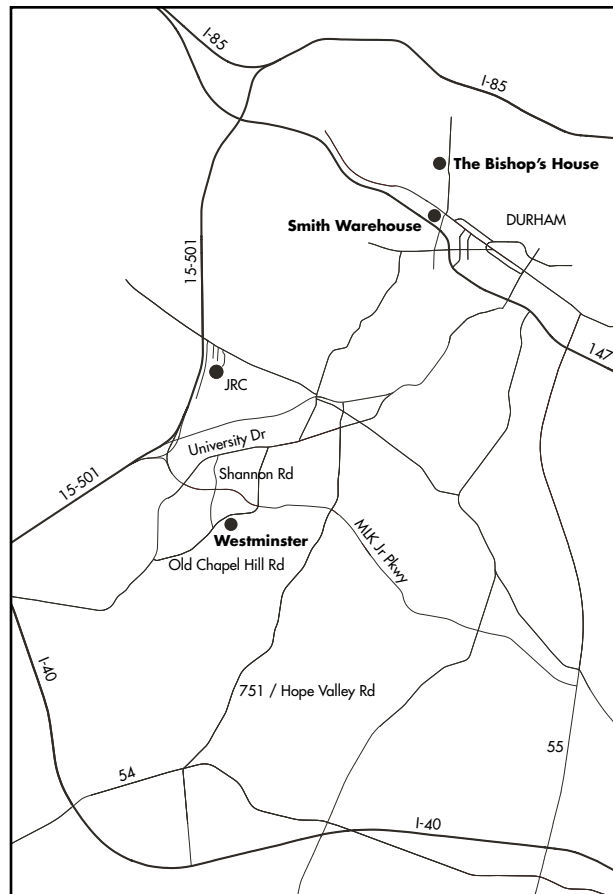 I-85
I-85
The Bishop's House
Smith Warehouse
DURHAM
15-501
147
JRC
University Dr
15-501
Shannon Rd
Westminster
MLK Jr Pkwy
Old Chapel Hill Rd
I-40
751 / Hope Valley Rd
55
54
I-40